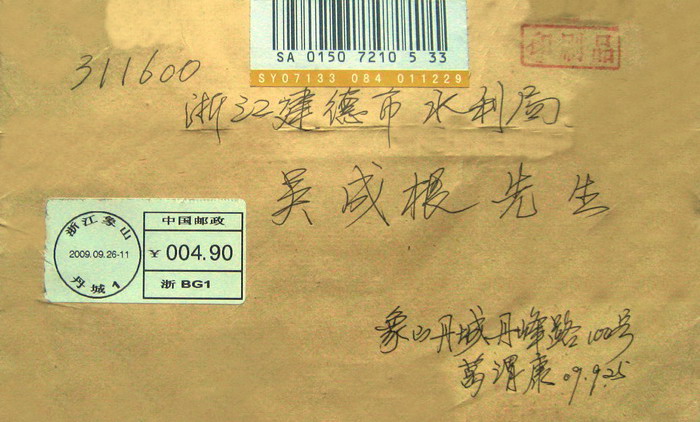 SA 0150 7210 5 33
SY07133 084 011229
印刷品
311600
浙江建德市水利局
吴成根先生
浙江象山
2009.09.26-11
丹城1
中国邮政
¥ 004.90
浙 BG1
象山丹城丹峰路100号
葛渭康 09.9.25